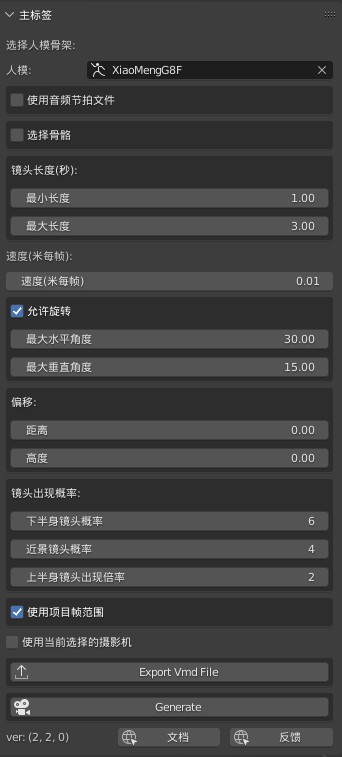 主标签
选择人模骨架:
人模: XiaoMengG8F
使用音频节拍文件
选择骨骼
镜头长度(秒):
最小长度 1.00
最大长度 3.00
速度(米每帧):
速度(米每帧) 0.01
允许旋转
最大水平角度 30.00
最大垂直角度 15.00
偏移:
距离 0.00
高度 0.00
镜头出现概率:
下半身镜头概率 6
近景镜头概率 4
上半身镜头出现倍率 2
使用项目帧范围
使用当前选择的摄影机
Export Vmd File
Generate
ver: (2, 2, 0) 文档 反馈